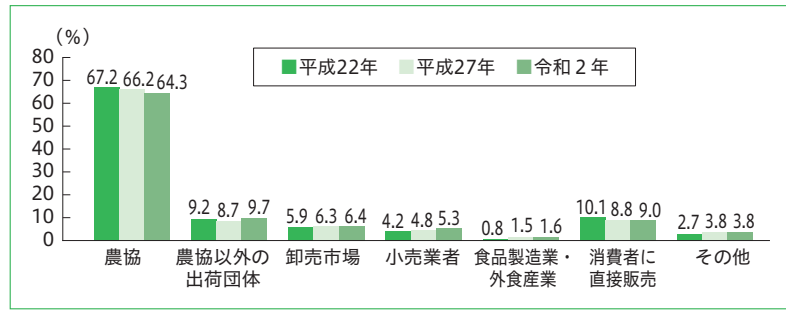 (%)
80
70
60
50
40
30
20
10
0
■平成22年 ■平成27年 ■令和2年
67.2 66.2 64.3
9.2 8.7 9.7
5.9 6.3 6.4
4.2 4.8 5.3
0.8 1.5 1.6
10.1 8.8 9.0
2.7 3.8 3.8
農協
農協以外の
出荷団体
卸売市場
小売業者
食品製造業・
外食産業
消費者に
直接販売
その他